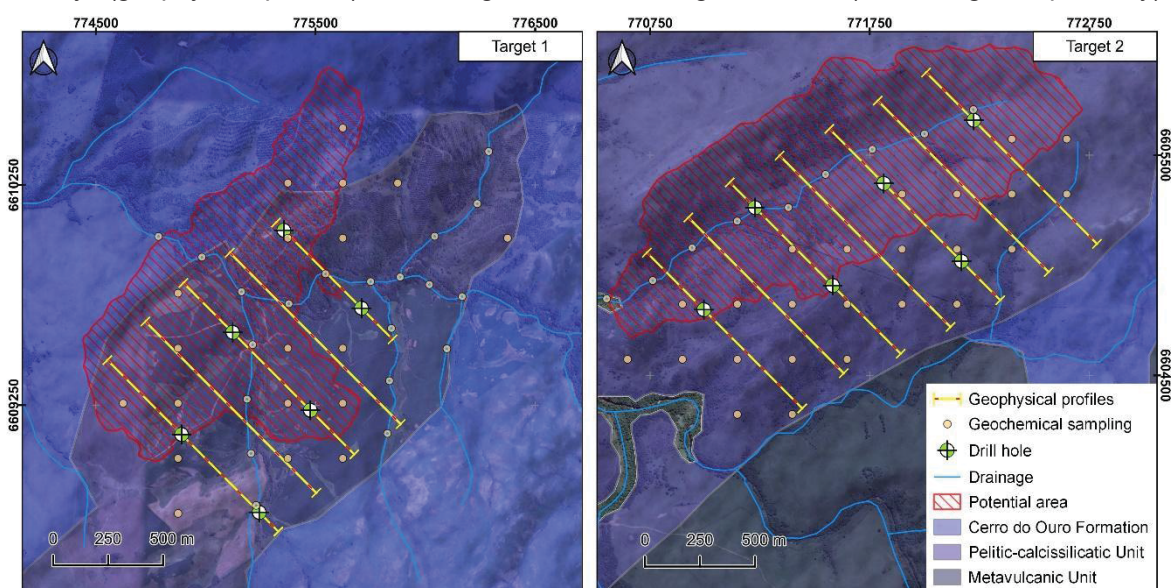 774500 775500 776500 770750 771750 772750
Target 1
Target 2
6610250
6609250
6605500
6604500
0 250 500 m
0 250 500 m
Geophysical profiles
Geochemical sampling
Drill hole
Drainage
Potential area
Cerro do Ouro Formation
Pelitic-calcissilicatic Unit
Metavulcanic Unit